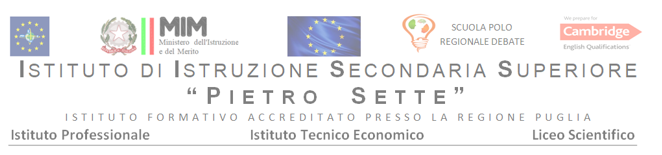 MIM
Ministero dell'Istruzione
e del Merito
SCUOLA POLO
REGIONALE DEBATE
We prepare for
CAMBRIDGE
English Qualifications
ISTITUTO DI ISTRUZIONE SECONDARIA SUPERIORE
“PIETRO SETTE”
ISTITUTO FORMATIVO ACCREDITATO PRESSO LA REGIONE PUGLIA
Istituto Professionale Istituto Tecnico Economico Liceo Scientifico